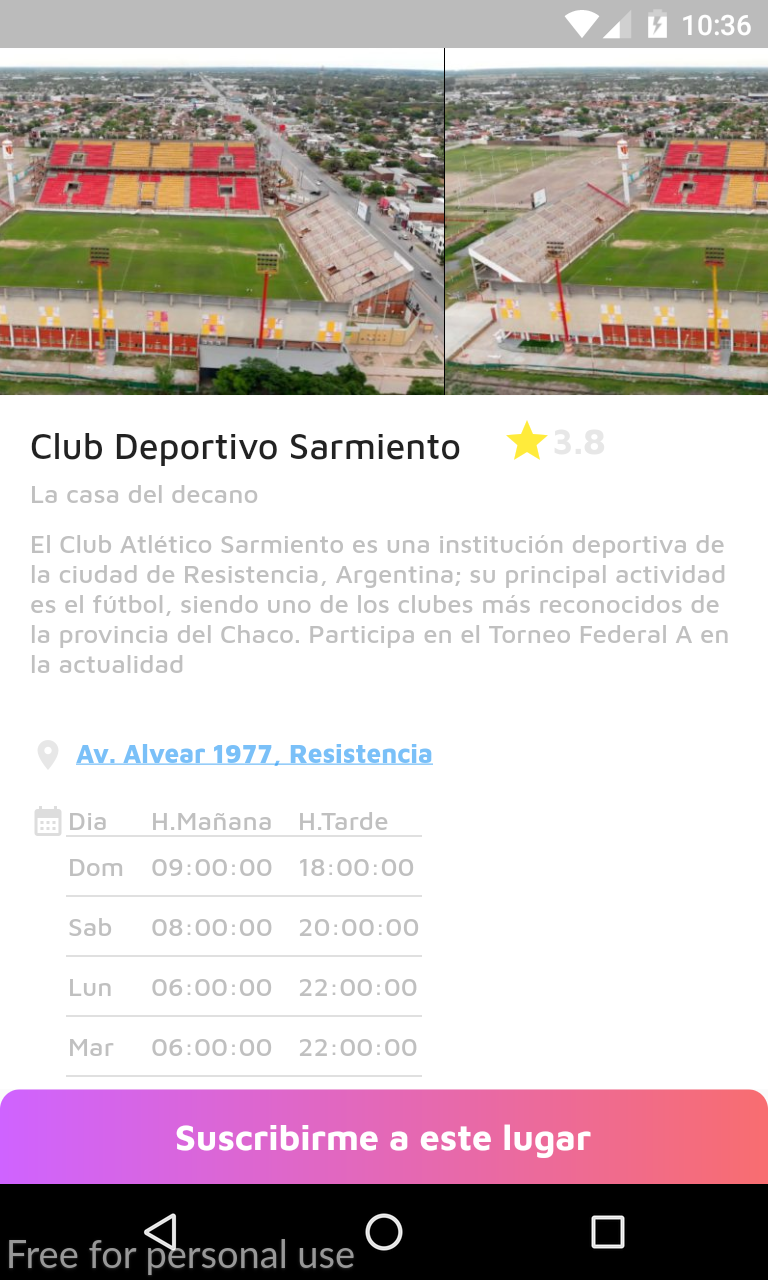 10:36
Club Deportivo Sarmiento
3.8
La casa del decano
El Club Atlético Sarmiento es una institución deportiva de
la ciudad de Resistencia, Argentina; su principal actividad
es el fútbol, siendo uno de los clubes más reconocidos de
la provincia del Chaco. Participa en el Torneo Federal A en
la actualidad
Av. Alvear 1977, Resistencia
Dia H.Mañana H.Tarde
Dom 09:00:00 18:00:00
Sab 08:00:00 20:00:00
Lun 06:00:00 22:00:00
Mar 06:00:00 22:00:00
Suscribirme a este lugar
Free for personal use